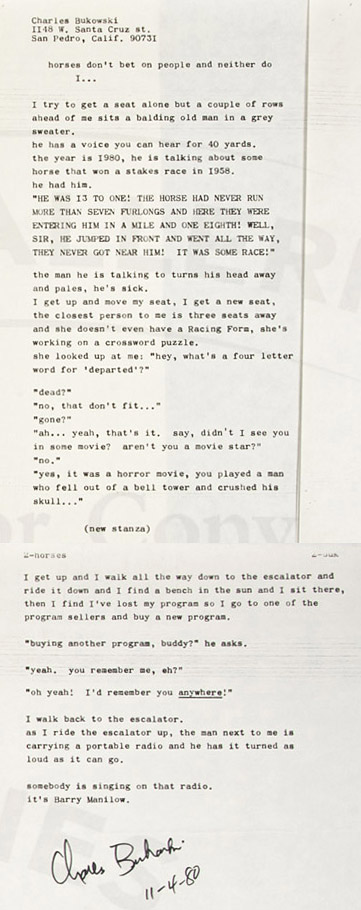 Charles Bukowski
1148 W. Santa Cruz st.
San Pedro, Calif. 90731
horses don't bet on people and neither do
I...
I try to get a seat alone but a couple of rows
ahead of me sits a balding old man in a grey
sweater.
he has a voice you can hear for 40 yards.
the year is 1980, he is talking about some
horse that won a stakes race in 1958.
he had him.
"HE WAS 13 TO ONE! THE HORSE HAD NEVER RUN
MORE THAN SEVEN FURLONGS AND HERE THEY WERE
ENTERING HIM IN A MILE AND ONE EIGHTH! WELL,
SIR, HE JUMPED IN FRONT AND WENT ALL THE WAY,
THEY NEVER GOT NEAR HIM! IT WAS SOME RACE!"
the man he is talking to turns his head away
and pales, he's sick.
I get up and move my seat, I get a new seat,
the closest person to me is three seats away
and she doesn't even have a Racing Form, she's
working on a crossword puzzle.
she looked up at me: "hey, what's a four letter
word for 'departed'?"
"dead?"
"no, that don't fit..."
"gone?"
"ah... yeah, that's it. say, didn't I see you
in some movie? aren't you a movie star?"
"no."
"yes, it was a horror movie, you played a man
who fell out of a bell tower and crushed his
skull..."
(new stanza)
2-horses 2-buk
I get up and I walk all the way down to the escalator and
ride it down and I find a bench in the sun and I sit there,
then I find I've lost my program so I go to one of the
program sellers and buy a new program.
"buying another program, buddy?" he asks.
"yeah. you remember me, eh?"
"oh yeah! I'd remember you anywhere!"
I walk back to the escalator.
as I ride the escalator up, the man next to me is
carrying a portable radio and he has it turned as
loud as it can go.
somebody is singing on that radio.
it's Barry Manilow.
Charles Bukowski
11-4-80